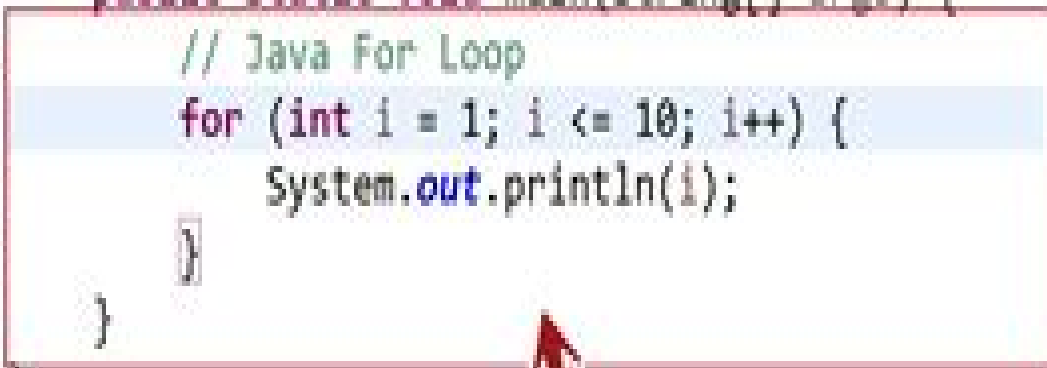 // Java For Loop
for (int i = 1; i <= 10; i++) {
System.out.println(i);
}
}